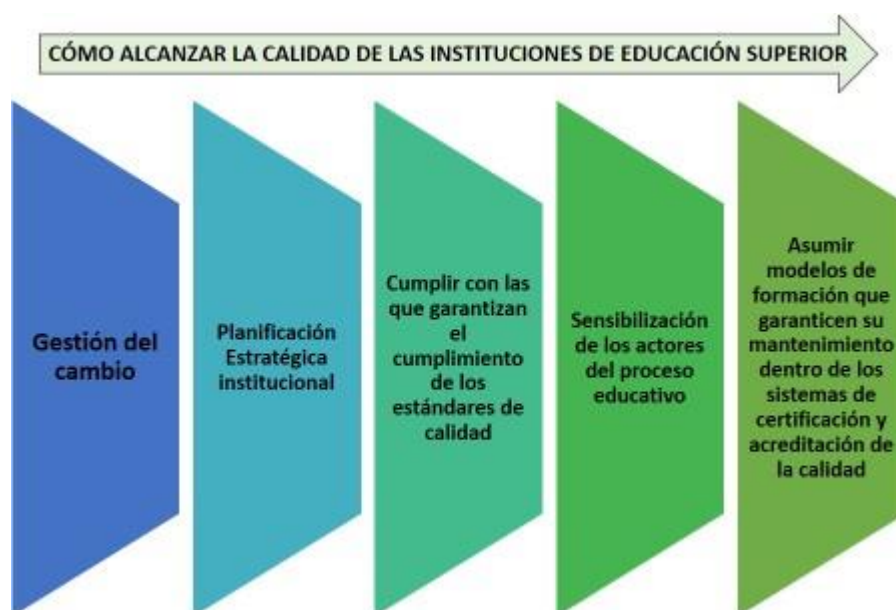 CÓMO ALCANZAR LA CALIDAD DE LAS INSTITUCIONES DE EDUCACIÓN SUPERIOR
Gestión del
cambio
Planificación
Estratégica
institucional
Cumplir con las
que garantizan
el
cumplimiento
de los
estándares de
calidad
Sensibilización
de los actores
del proceso
educativo
Asumir
modelos de
formación que
garanticen su
mantenimiento
dentro de los
sistemas de
certificación y
acreditación de
la calidad